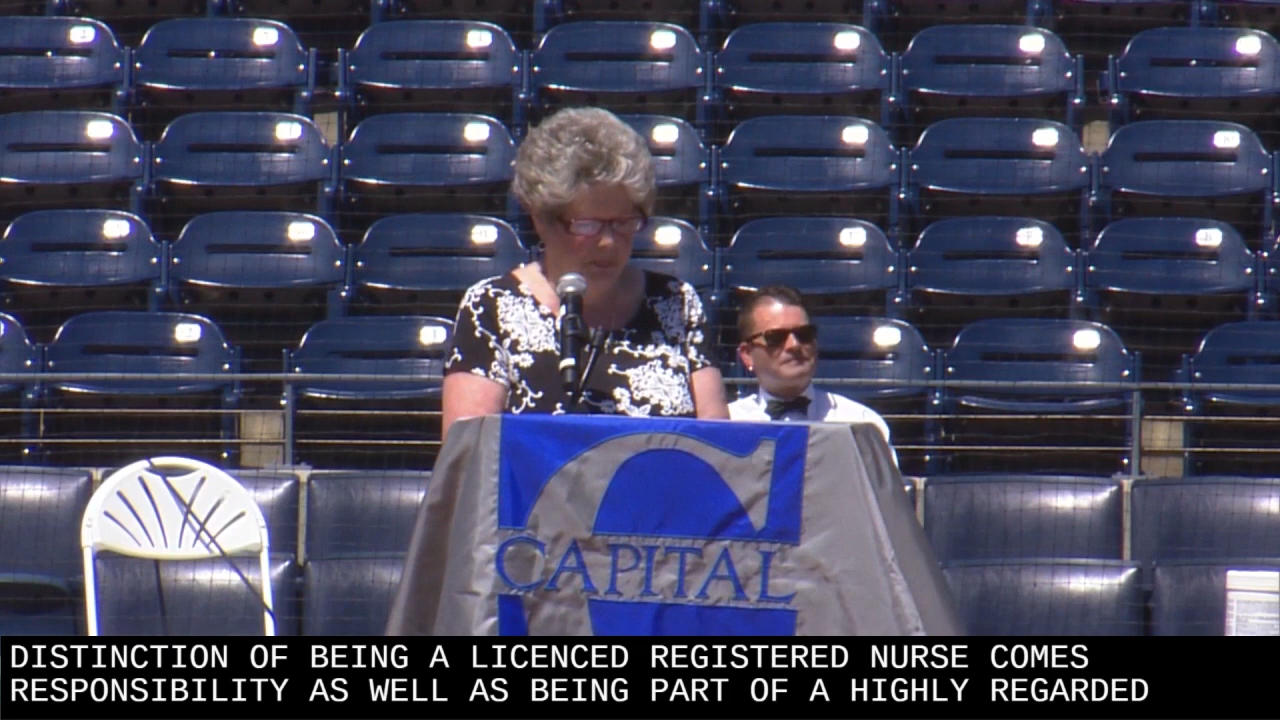 CAPITAL
DISTINCTION OF BEING A LICENCED REGISTERED NURSE COMES
RESPONSIBILITY AS WELL AS BEING PART OF A HIGHLY REGARDED